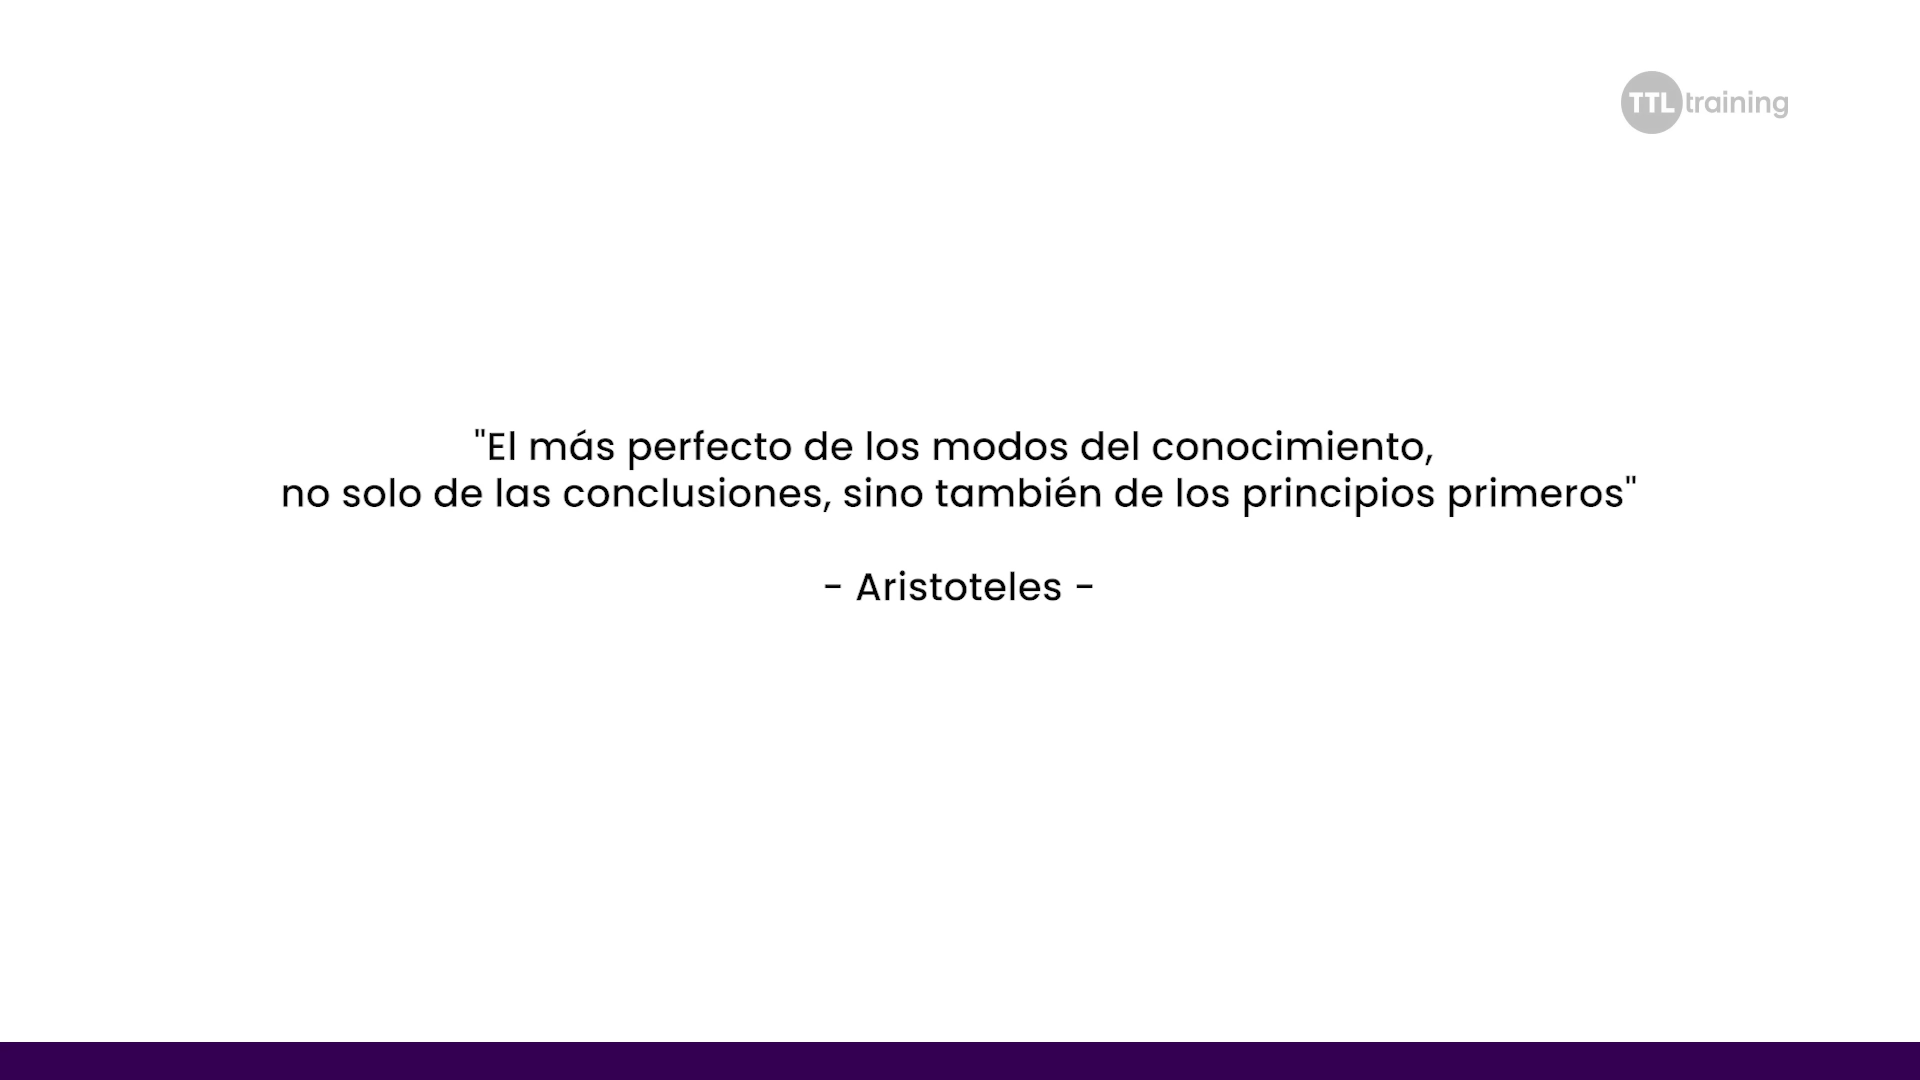 TTL training
"El más perfecto de los modos del conocimiento,
no solo de las conclusiones, sino también de los principios primeros"
- Aristoteles -